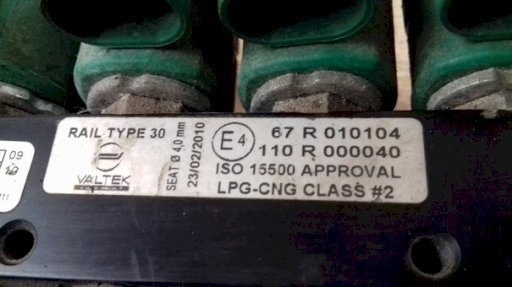 RAIL TYPE 30
VALTEK
SEAT Ø 4,0 mm
23/02/2010
E4
67 R 010104
110 R 000040
ISO 15500 APPROVAL
LPG-CNG CLASS #2
09
10